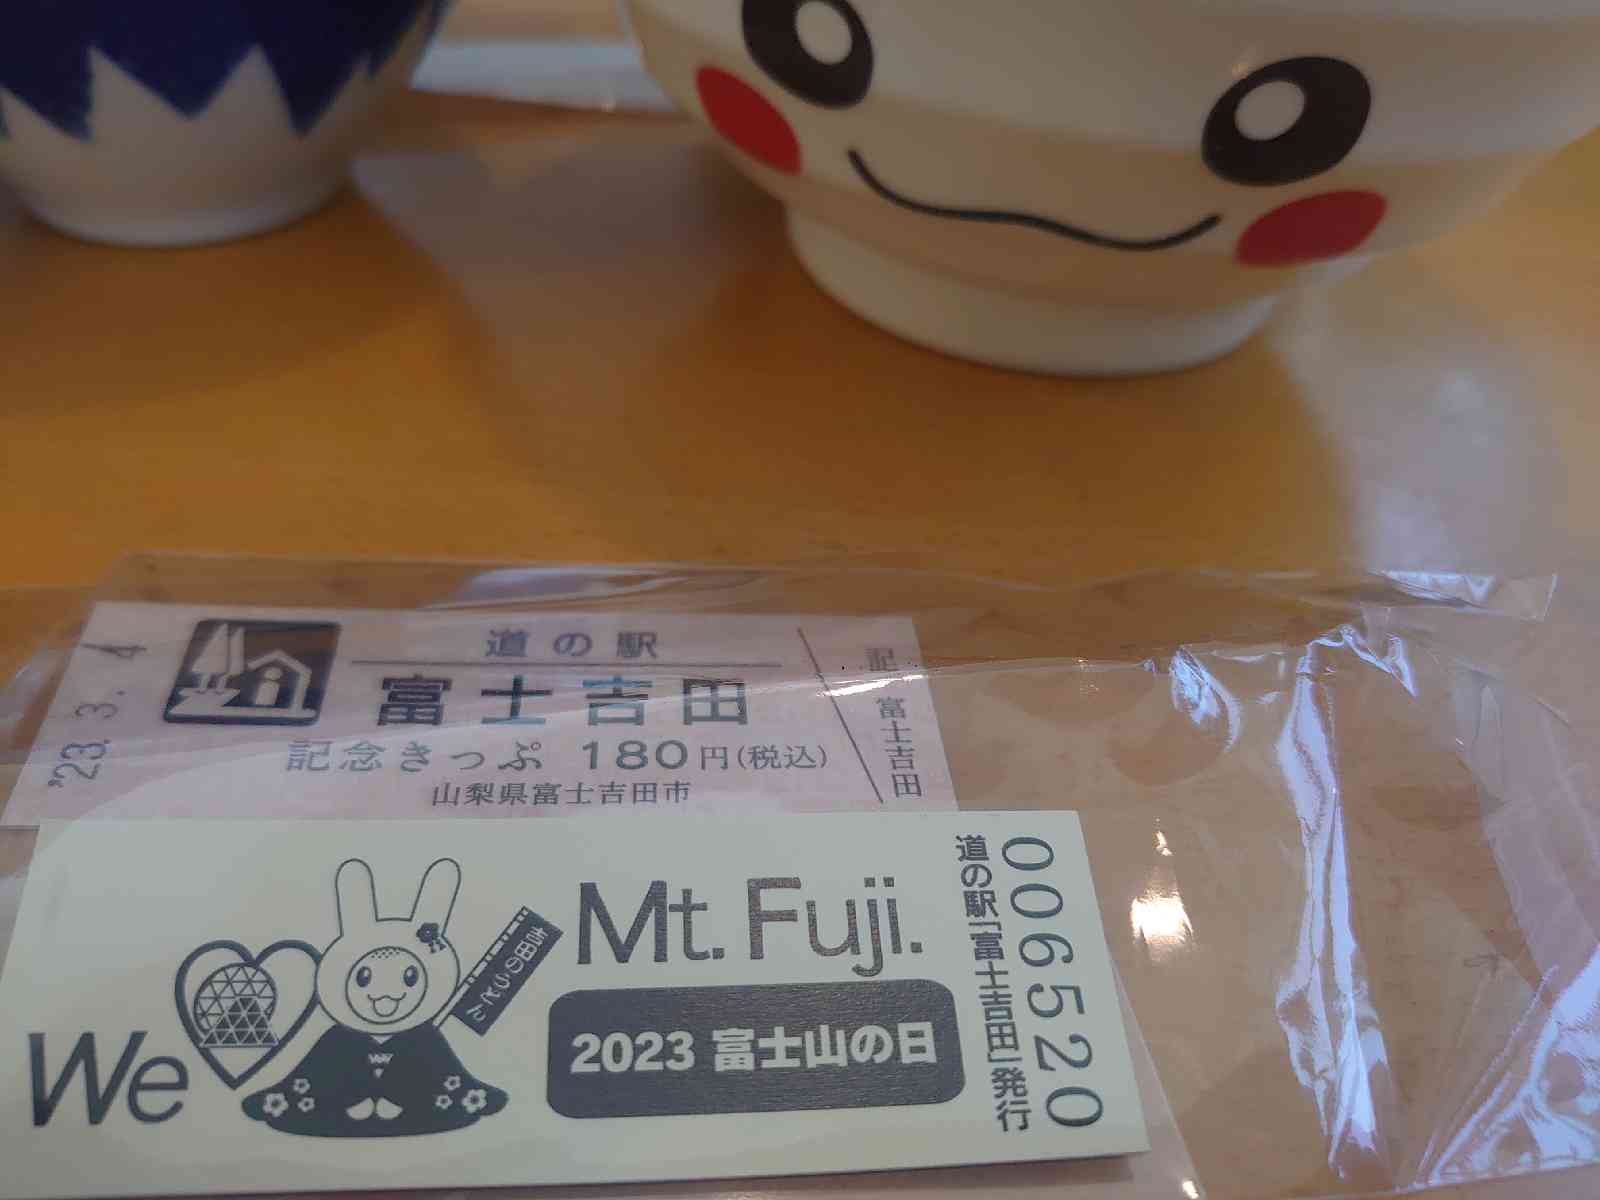 '23. 3. 4
道の駅
富士吉田
記念きっぷ 180円(税込)
山梨県富士吉田市
記
富士吉田
We
吉田のうどん
Mt. Fuji.
2023 富士山の日
道の駅「富士吉田」発行
006520